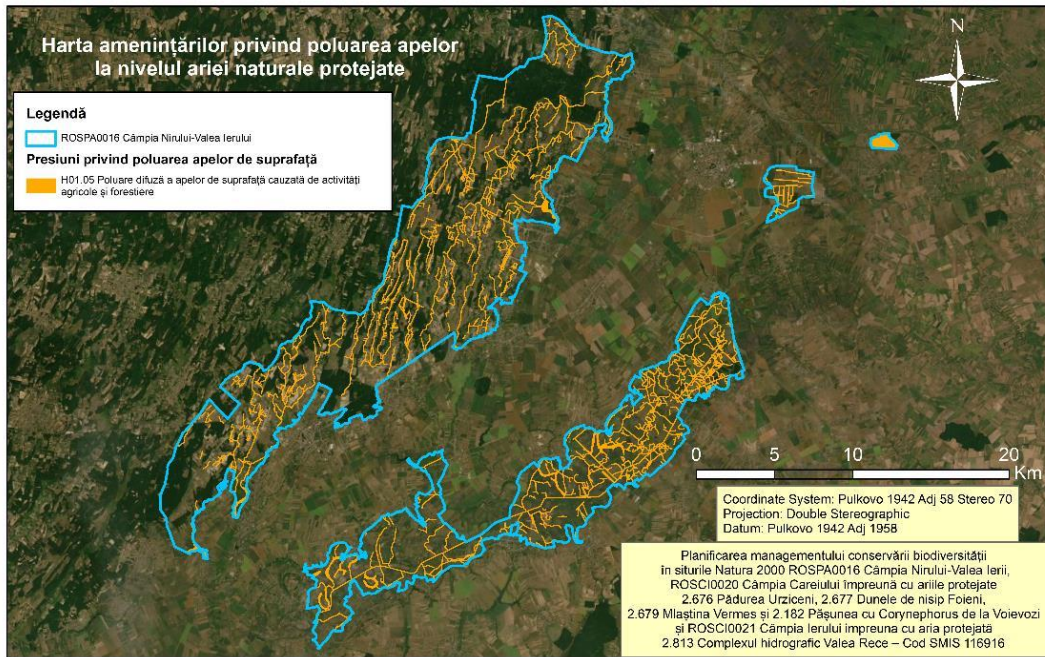 Harta amenințărilor privind poluarea apelor
la nivelul ariei naturale protejate
N
Legendă
ROSPA0016 Câmpia Nirului-Valea Ierului
Presiuni privind poluarea apelor de suprafață
H01.05 Poluare difuză a apelor de suprafață cauzată de activități
agricole și forestiere
0 5 10 20
Km
Coordinate System: Pulkovo 1942 Adj 58 Stereo 70
Projection: Double Stereographic
Datum: Pulkovo 1942 Adj 1958
Planificarea managementului conservării biodiversității
în siturile Natura 2000 ROSPA0016 Câmpia Nirului-Valea Ierii,
ROSCI0020 Câmpia Careiului împreună cu ariile protejate
2.676 Pădurea Urziceni, 2.677 Dunele de nisip Foieni,
2.679 Mlaștina Vermes și 2.182 Pășunea cu Corynephorus de la Voievozi
și ROSCI0021 Câmpia Ierului impreuna cu aria protejată
2.813 Complexul hidrografic Valea Rece – Cod SMIS 116916